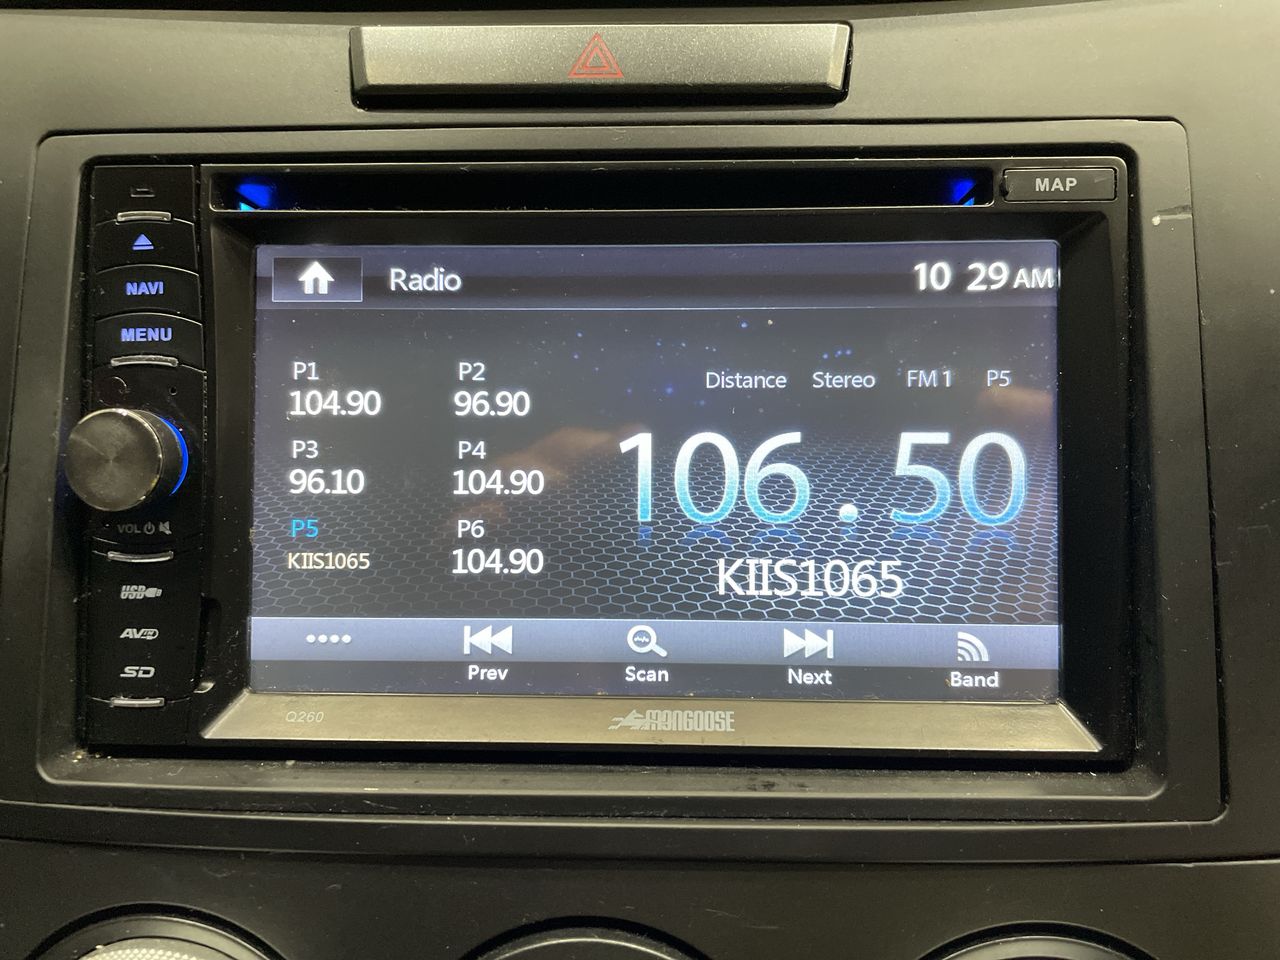 MAP
NAVI
MENU
VOL
USB
AV IN
SD
Radio
10 29 AM
P1
104.90
P2
96.90
P3
96.10
P4
104.90
P5
KIIS1065
P6
104.90
Distance Stereo FM1 P5
106.50
KIIS1065
Prev
Scan
Next
Band
Q260
MONGOOSE